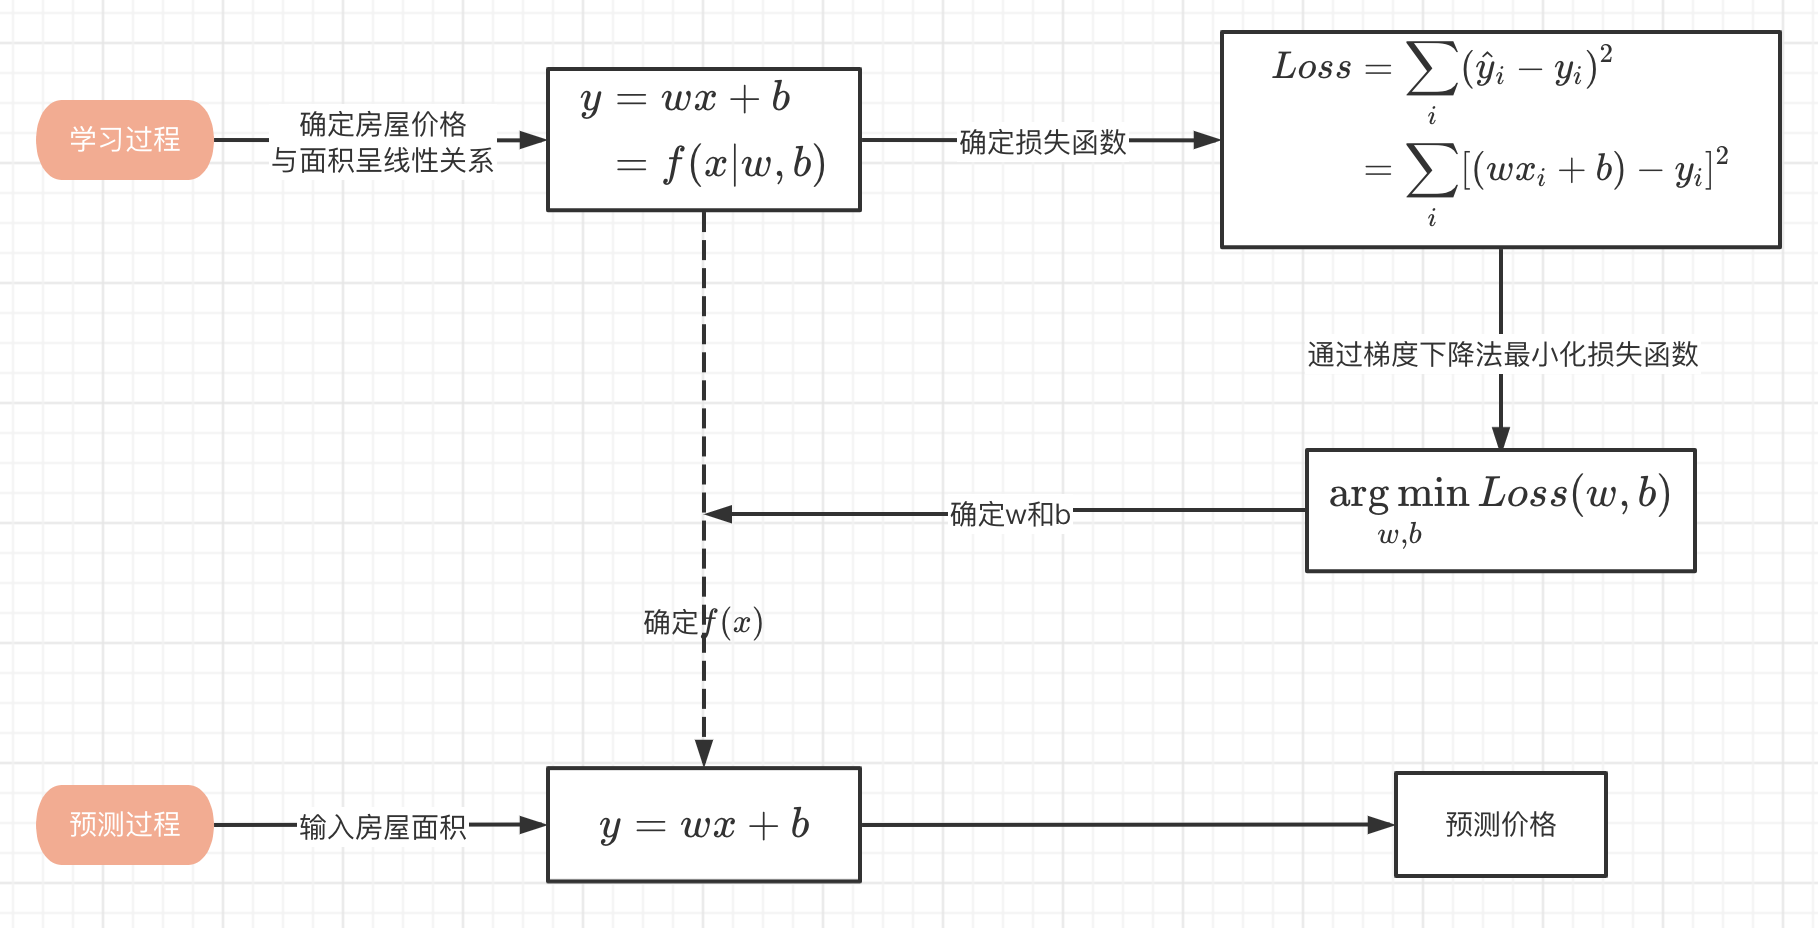 学习过程
确定房屋价格
与面积呈线性关系
y = wx + b
= f(x|w, b)
确定损失函数
Loss = ∑_i (ŷ_i − y_i)²
= ∑_i [(wx_i + b) − y_i]²
通过梯度下降法最小化损失函数
arg min_{w,b} Loss(w, b)
确定w和b
确定f(x)
预测过程
输入房屋面积
y = wx + b
预测价格